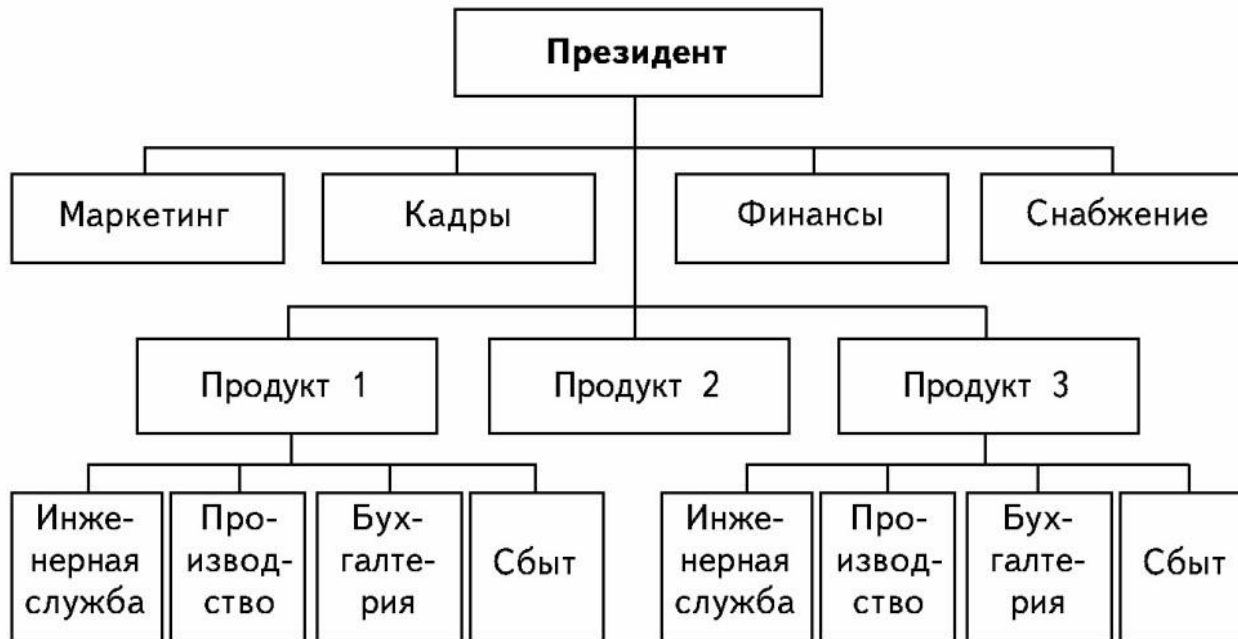 Президент
Маркетинг
Кадры
Финансы
Снабжение
Продукт 1
Продукт 2
Продукт 3
Инже-
нерная
служба
Про-
извод-
ство
Бух-
галте-
рия
Сбыт
Инже-
нерная
служба
Про-
извод-
ство
Бух-
галте-
рия
Сбыт